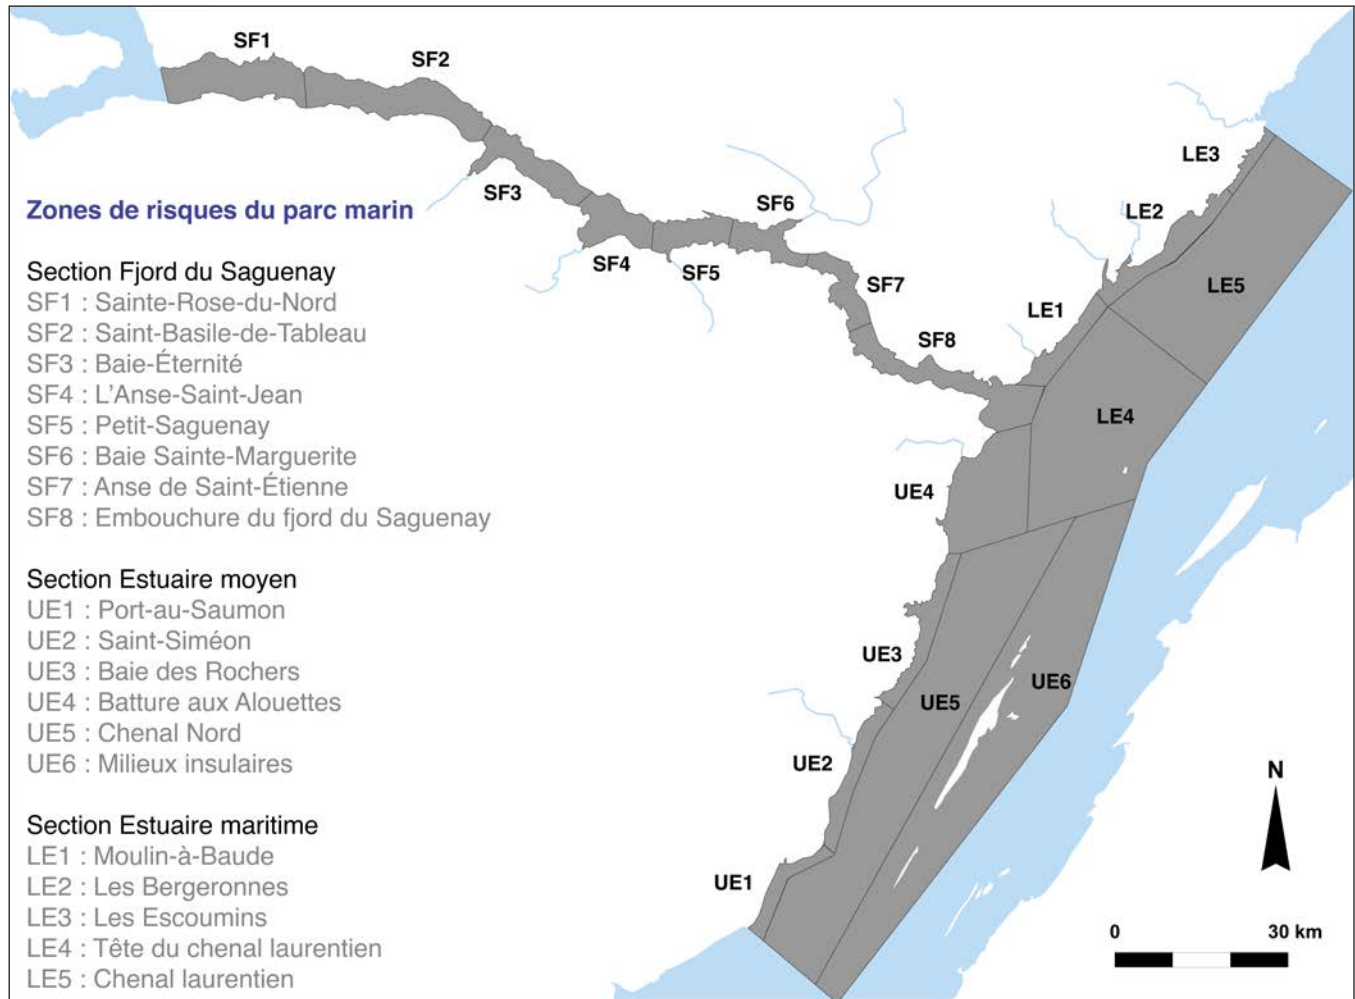 SF1
SF2
SF3
SF4
SF5
SF6
SF7
SF8
LE1
LE2
LE3
LE4
LE5
UE1
UE2
UE3
UE4
UE5
UE6
Zones de risques du parc marin
Section Fjord du Saguenay
SF1 : Sainte-Rose-du-Nord
SF2 : Saint-Basile-de-Tableau
SF3 : Baie-Éternité
SF4 : L'Anse-Saint-Jean
SF5 : Petit-Saguenay
SF6 : Baie Sainte-Marguerite
SF7 : Anse de Saint-Étienne
SF8 : Embouchure du fjord du Saguenay
Section Estuaire moyen
UE1 : Port-au-Saumon
UE2 : Saint-Siméon
UE3 : Baie des Rochers
UE4 : Batture aux Alouettes
UE5 : Chenal Nord
UE6 : Milieux insulaires
Section Estuaire maritime
LE1 : Moulin-à-Baude
LE2 : Les Bergeronnes
LE3 : Les Escoumins
LE4 : Tête du chenal laurentien
LE5 : Chenal laurentien
N
0 30 km